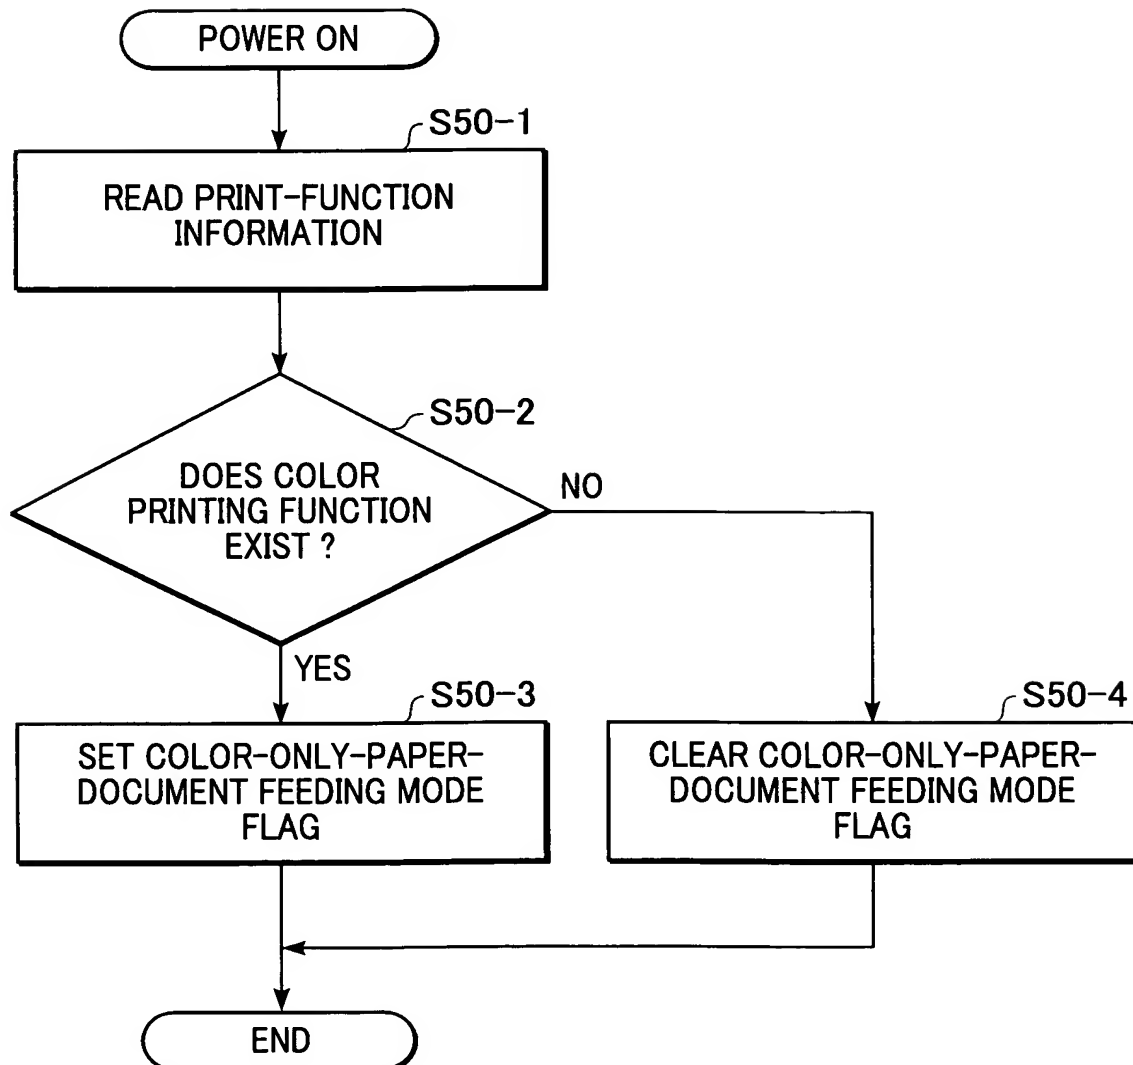 POWER ON
S50-1
READ PRINT-FUNCTION
INFORMATION
S50-2
DOES COLOR
PRINTING FUNCTION
EXIST ?
NO
YES
S50-3
SET COLOR-ONLY-PAPER-
DOCUMENT FEEDING MODE
FLAG
S50-4
CLEAR COLOR-ONLY-PAPER-
DOCUMENT FEEDING MODE
FLAG
END